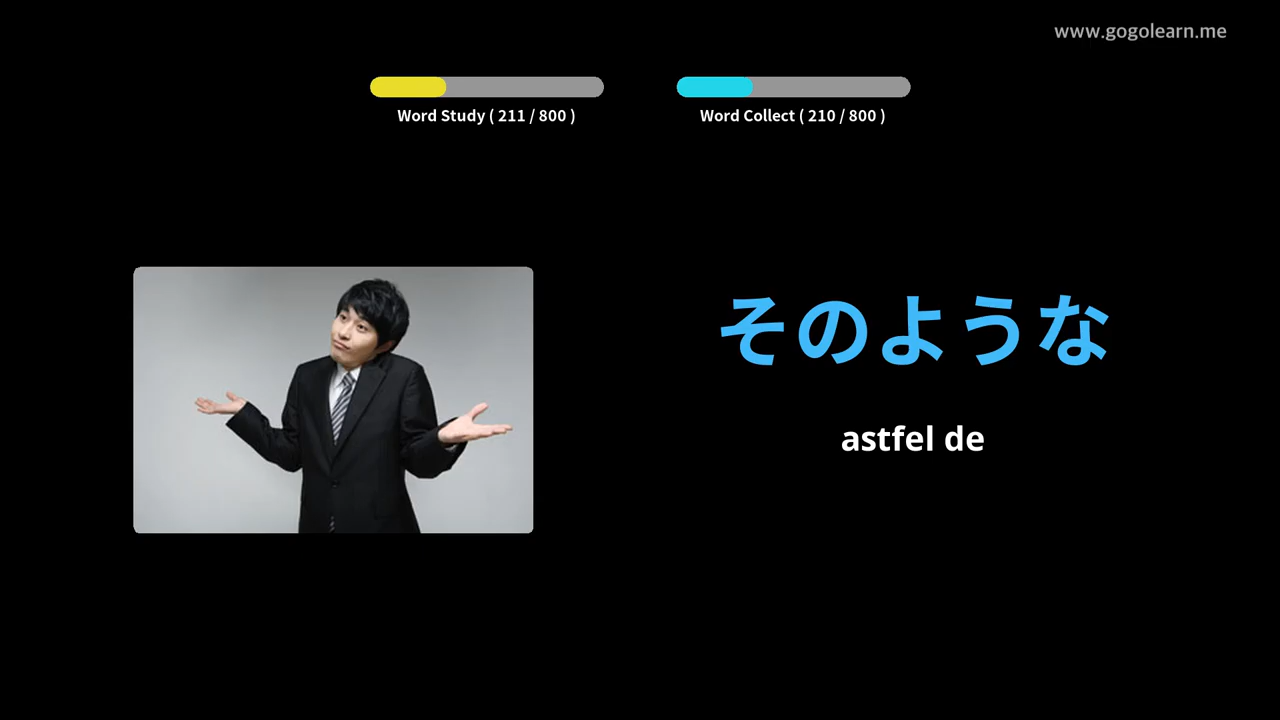 www.gogolearn.me
Word Study ( 211 / 800 )
Word Collect ( 210 / 800 )
そのような
astfel de